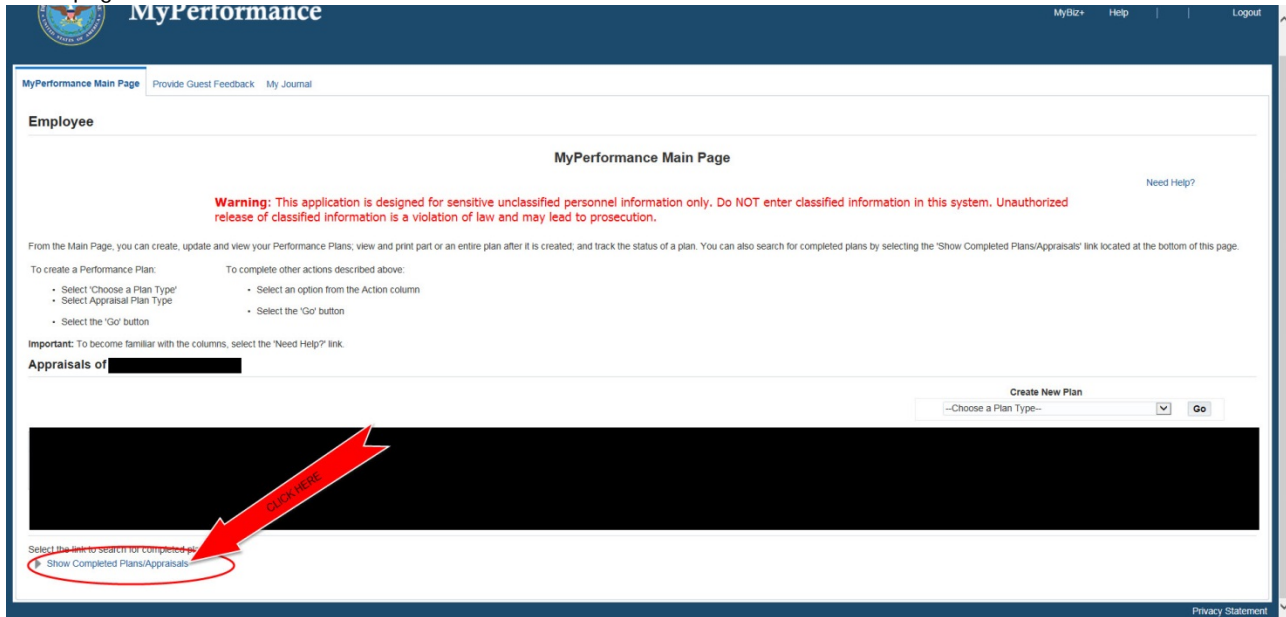 MyPerformance
MyBiz+ Help | | Logout
MyPerformance Main Page Provide Guest Feedback My Journal
Employee
MyPerformance Main Page
Need Help?
Warning: This application is designed for sensitive unclassified personnel information only. Do NOT enter classified information in this system. Unauthorized
release of classified information is a violation of law and may lead to prosecution.
From the Main Page, you can create, update and view your Performance Plans; view and print part or an entire plan after it is created; and track the status of a plan. You can also search for completed plans by selecting the 'Show Completed Plans/Appraisals' link located at the bottom of this page.
To create a Performance Plan: To complete other actions described above:
• Select 'Choose a Plan Type' • Select an option from the Action column
• Select Appraisal Plan Type
• Select the 'Go' button
• Select the 'Go' button
Important: To become familiar with the columns, select the 'Need Help?' link.
Appraisals of
Create New Plan
--Choose a Plan Type-- Go
CLICK HERE
Select the link to search for completed
Show Completed Plans/Appraisals
Privacy Statement